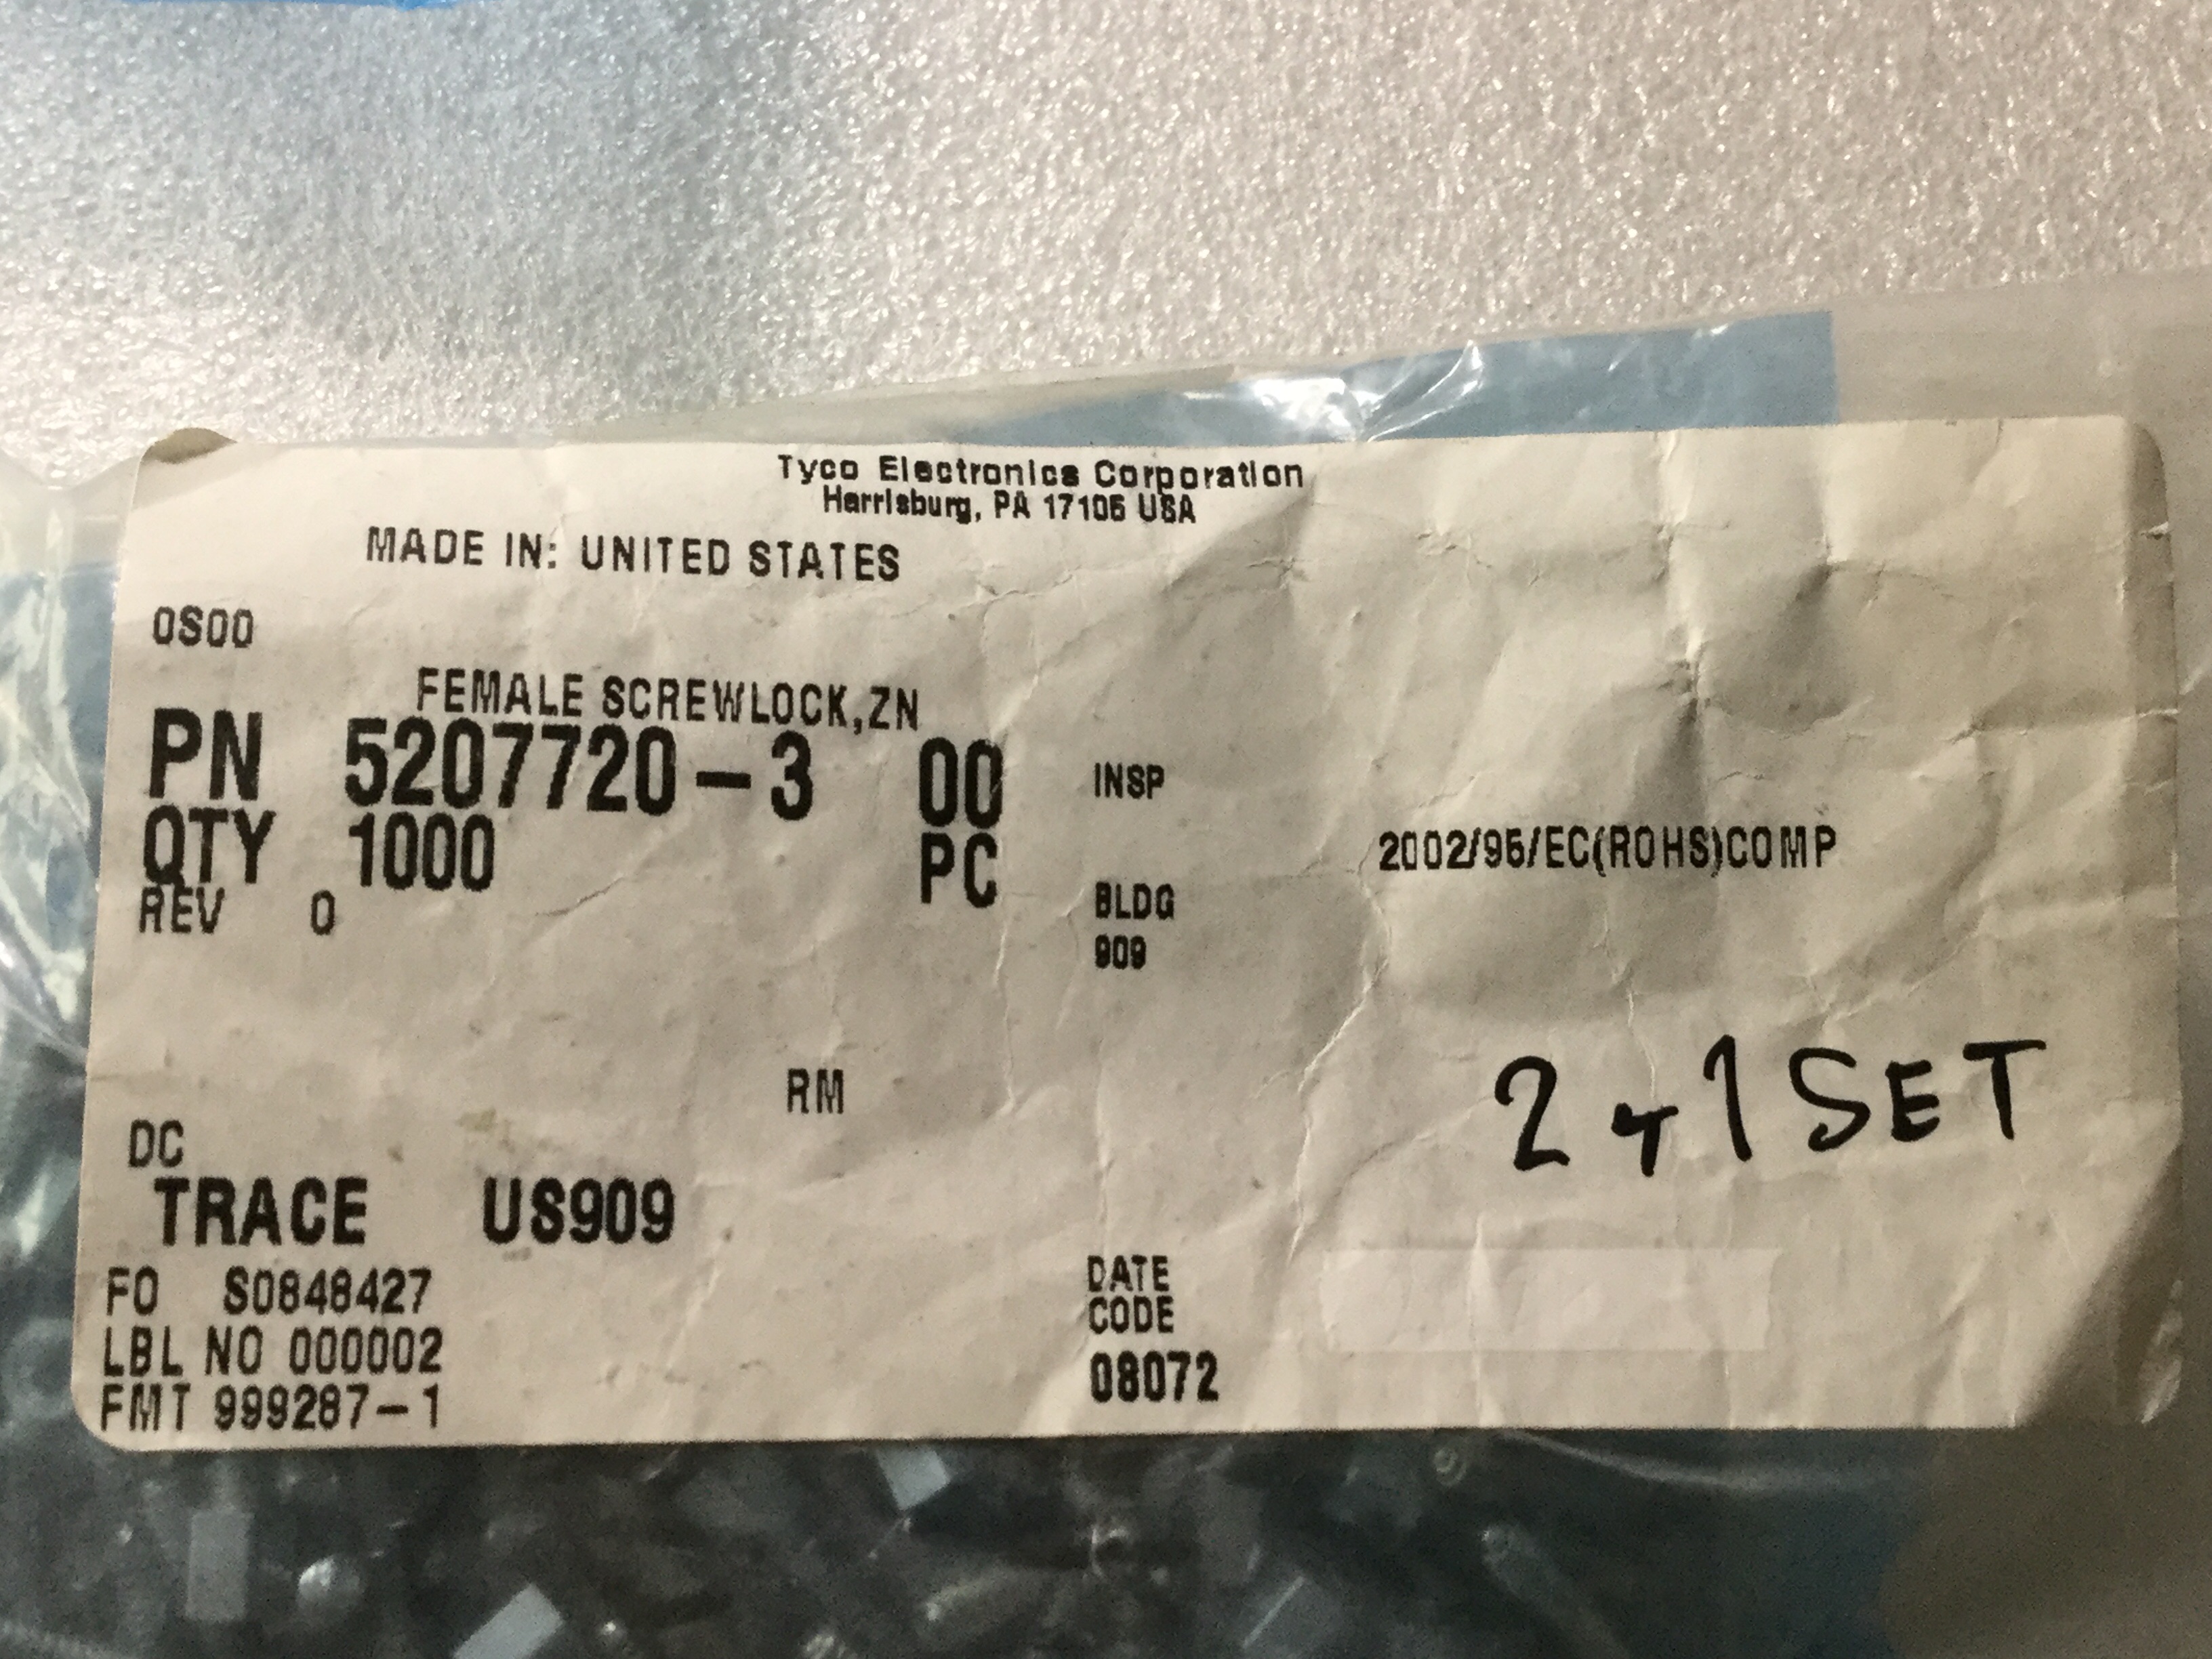 Tyco Electronics Corporation
Harrisburg, PA 17105 USA
MADE IN: UNITED STATES
0S00
FEMALE SCREWLOCK,ZN
PN 5207720-3 00 INSP
QTY 1000 PC
2002/95/EC(ROHS)COMP
REV 0
BLDG
909
RM
2 + 1 SET
DC
TRACE US909
FO S0848427
DATE
CODE
LBL NO 000002
08072
FMT 999287-1